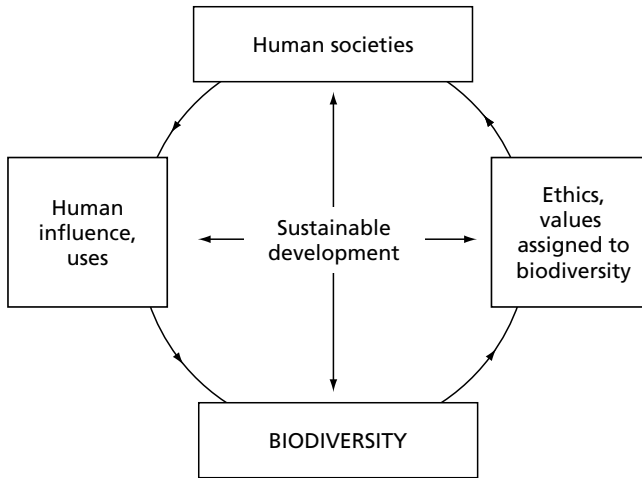 Human societies
Human
influence,
uses
Sustainable
development
Ethics,
values
assigned to
biodiversity
BIODIVERSITY